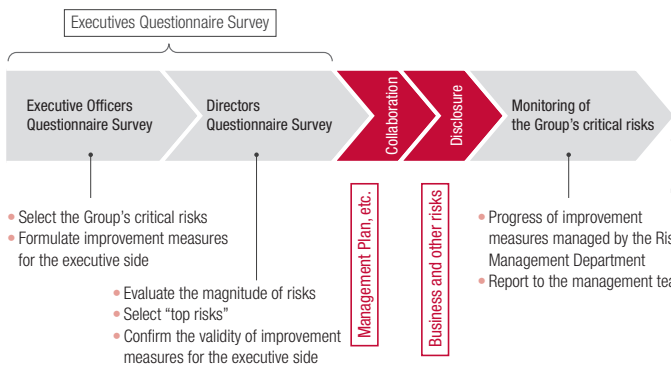 Executives Questionnaire Survey
Executive Officers
Questionnaire Survey
Directors
Questionnaire Survey
Collaboration
Disclosure
Monitoring of
the Group's critical risks
• Select the Group's critical risks
• Formulate improvement measures
for the executive side
• Evaluate the magnitude of risks
• Select “top risks”
• Confirm the validity of improvement
measures for the executive side
Management Plan, etc.
Business and other risks
• Progress of improvement
measures managed by the
Management Department
• Report to the management